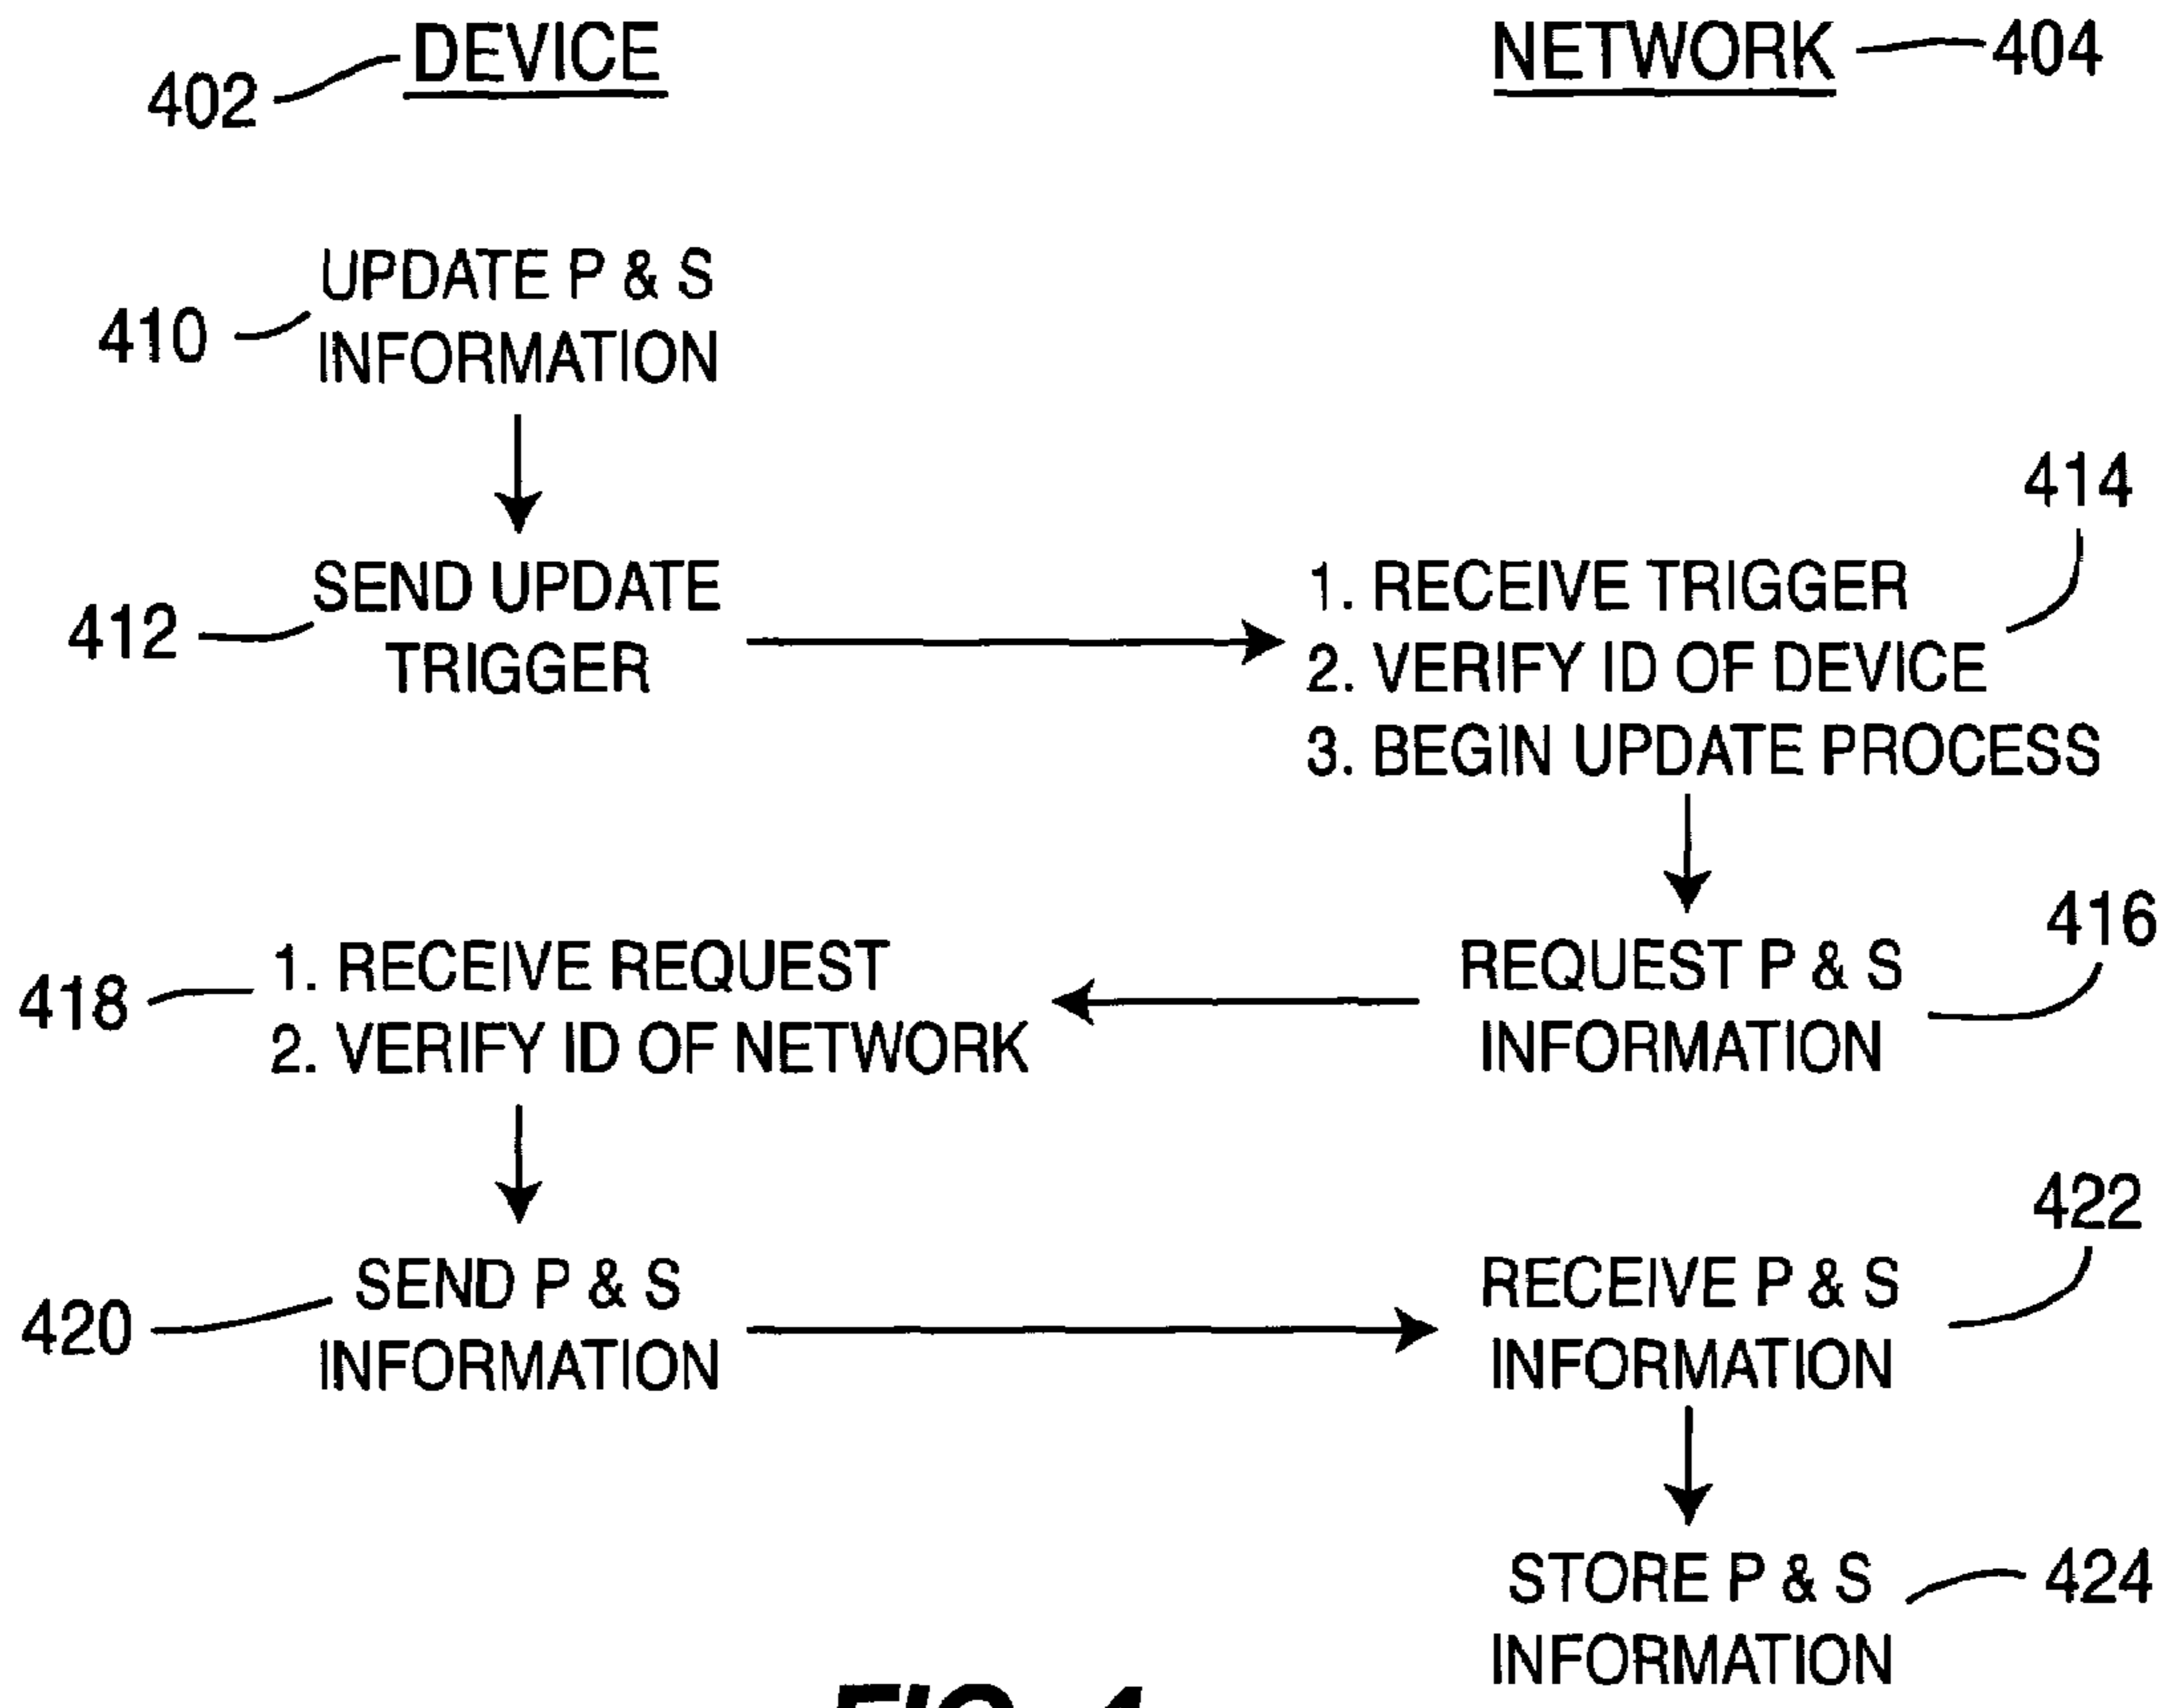 DEVICE
NETWORK
402
404
UPDATE P & S
INFORMATION
410
SEND UPDATE
TRIGGER
412
414
1. RECEIVE TRIGGER
2. VERIFY ID OF DEVICE
3. BEGIN UPDATE PROCESS
416
REQUEST P & S
INFORMATION
418
1. RECEIVE REQUEST
2. VERIFY ID OF NETWORK
420
SEND P & S
INFORMATION
422
RECEIVE P & S
INFORMATION
STORE P & S
INFORMATION
424